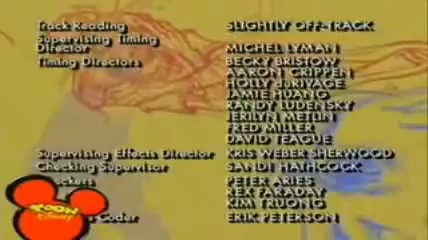 Track Reading SLIGHTLY OFF-TRACK
Supervising Timing
Director MICHEL LYMAN
Timing Directors BECKY BRISTOW
AARON CRIPPEN
HOLLY duRIVAGE
JAMIE HUANG
RANDY LUDENSKY
JERILYN METLIN
FRED MILLER
DAVID TEAGUE
Supervising Effects Director KRIS WEBER SHERWOOD
Checking Supervisor SANDI HATHCOCK
PETER ARIES
REX FARADAY
KIM TRUONG
Coder ERIK PETERSON
TOON
DISNEY